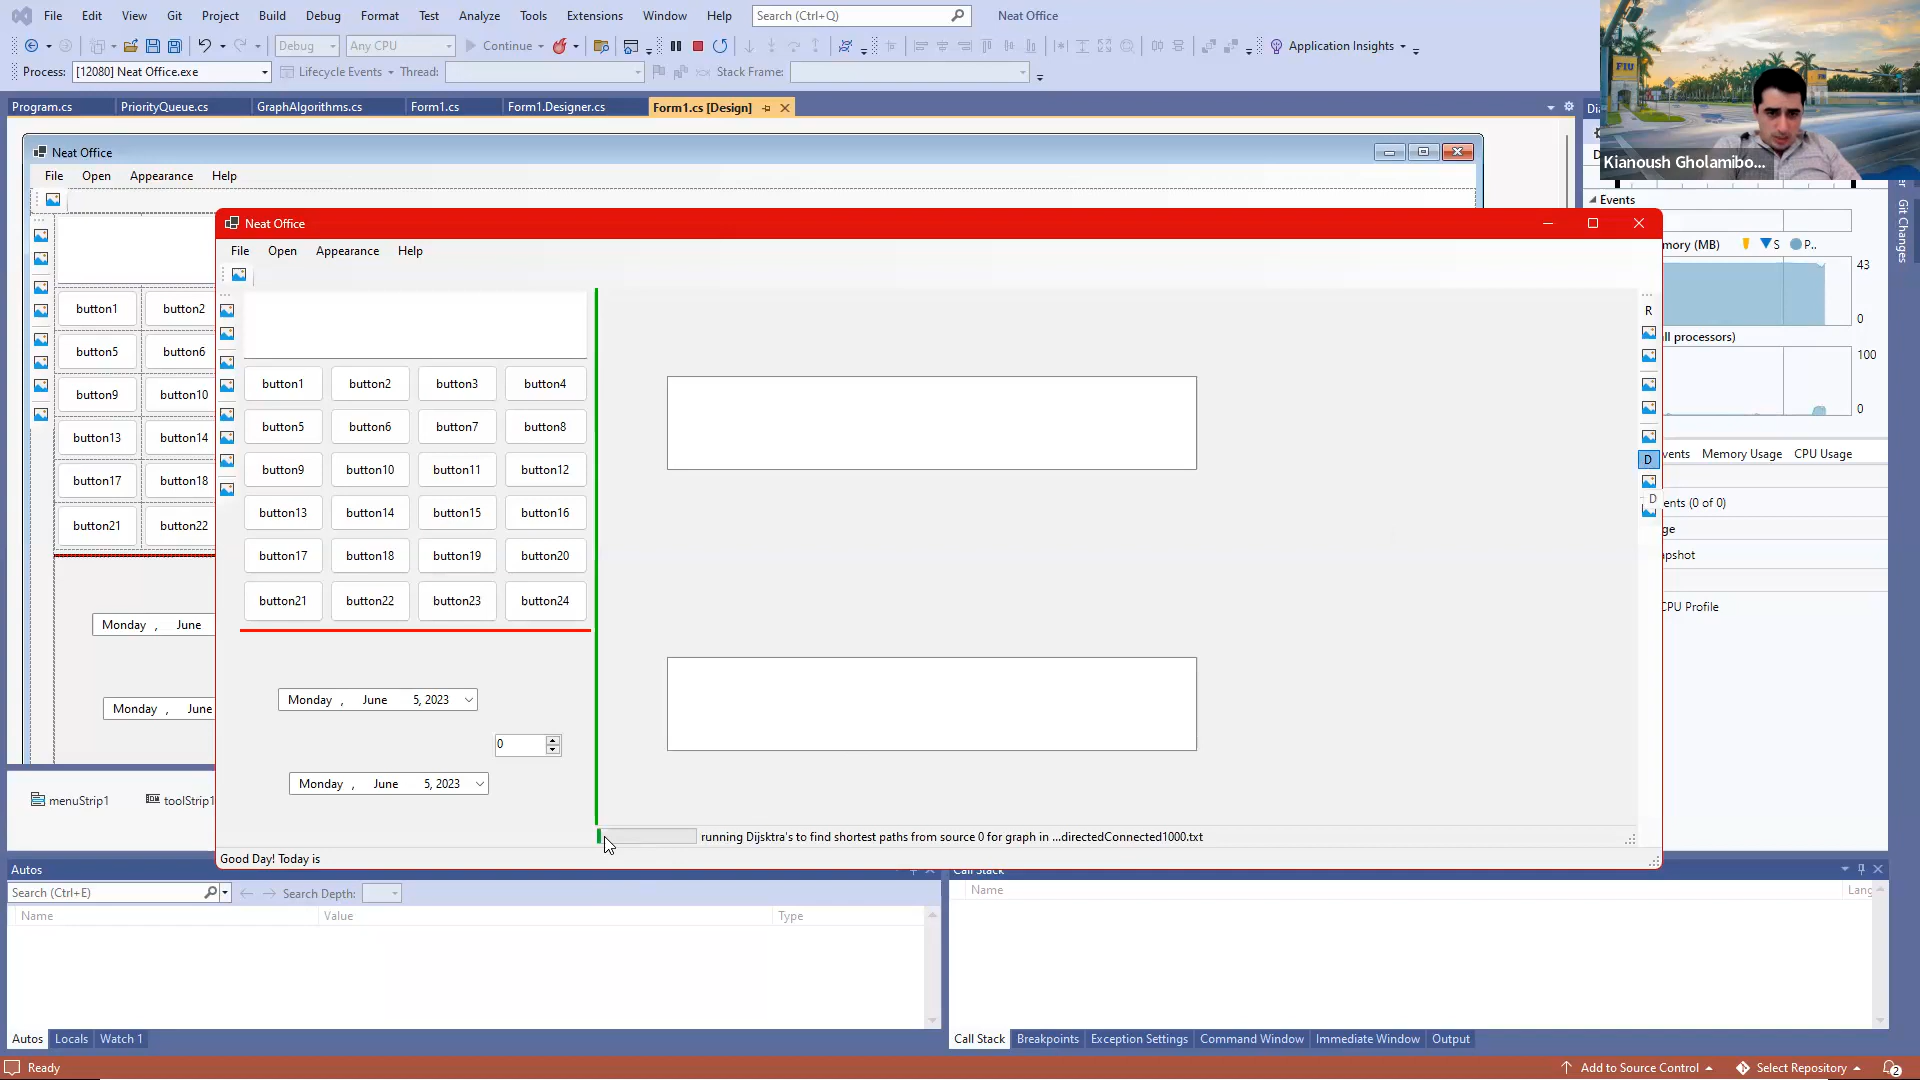 File Edit View Git Project Build Debug Format Test Analyze Tools Extensions Window Help Search (Ctrl+Q) Neat Office
Debug Any CPU Continue Application Insights
Process: [12080] Neat Office.exe Lifecycle Events Thread: Stack Frame:
FIU
Kianoush Gholamibo...
Program.cs PriorityQueue.cs GraphAlgorithms.cs Form1.cs Form1.Designer.cs Form1.cs [Design]
Neat Office
File Open Appearance Help
button1 button2
button5 button6
button9 button10
button13 button14
button17 button18
button21 button22
Monday , June
Monday , June
menuStrip1 toolStrip1
Neat Office
File Open Appearance Help
button1 button2 button3 button4
button5 button6 button7 button8
button9 button10 button11 button12
button13 button14 button15 button16
button17 button18 button19 button20
button21 button22 button23 button24
Monday , June 5, 2023
0
Monday , June 5, 2023
running Dijsktra's to find shortest paths from source 0 for graph in ...directedConnected1000.txt
Good Day! Today is
R
D
D
Events
mory (MB) S P..
43
0
ll processors)
100
0
vents Memory Usage CPU Usage
ents (0 of 0)
ge
apshot
CPU Profile
Git Changes
Autos
Search (Ctrl+E) Search Depth:
Name Value Type
Autos Locals Watch 1
Call Stack
Name Lang
Call Stack Breakpoints Exception Settings Command Window Immediate Window Output
Ready Add to Source Control Select Repository 2